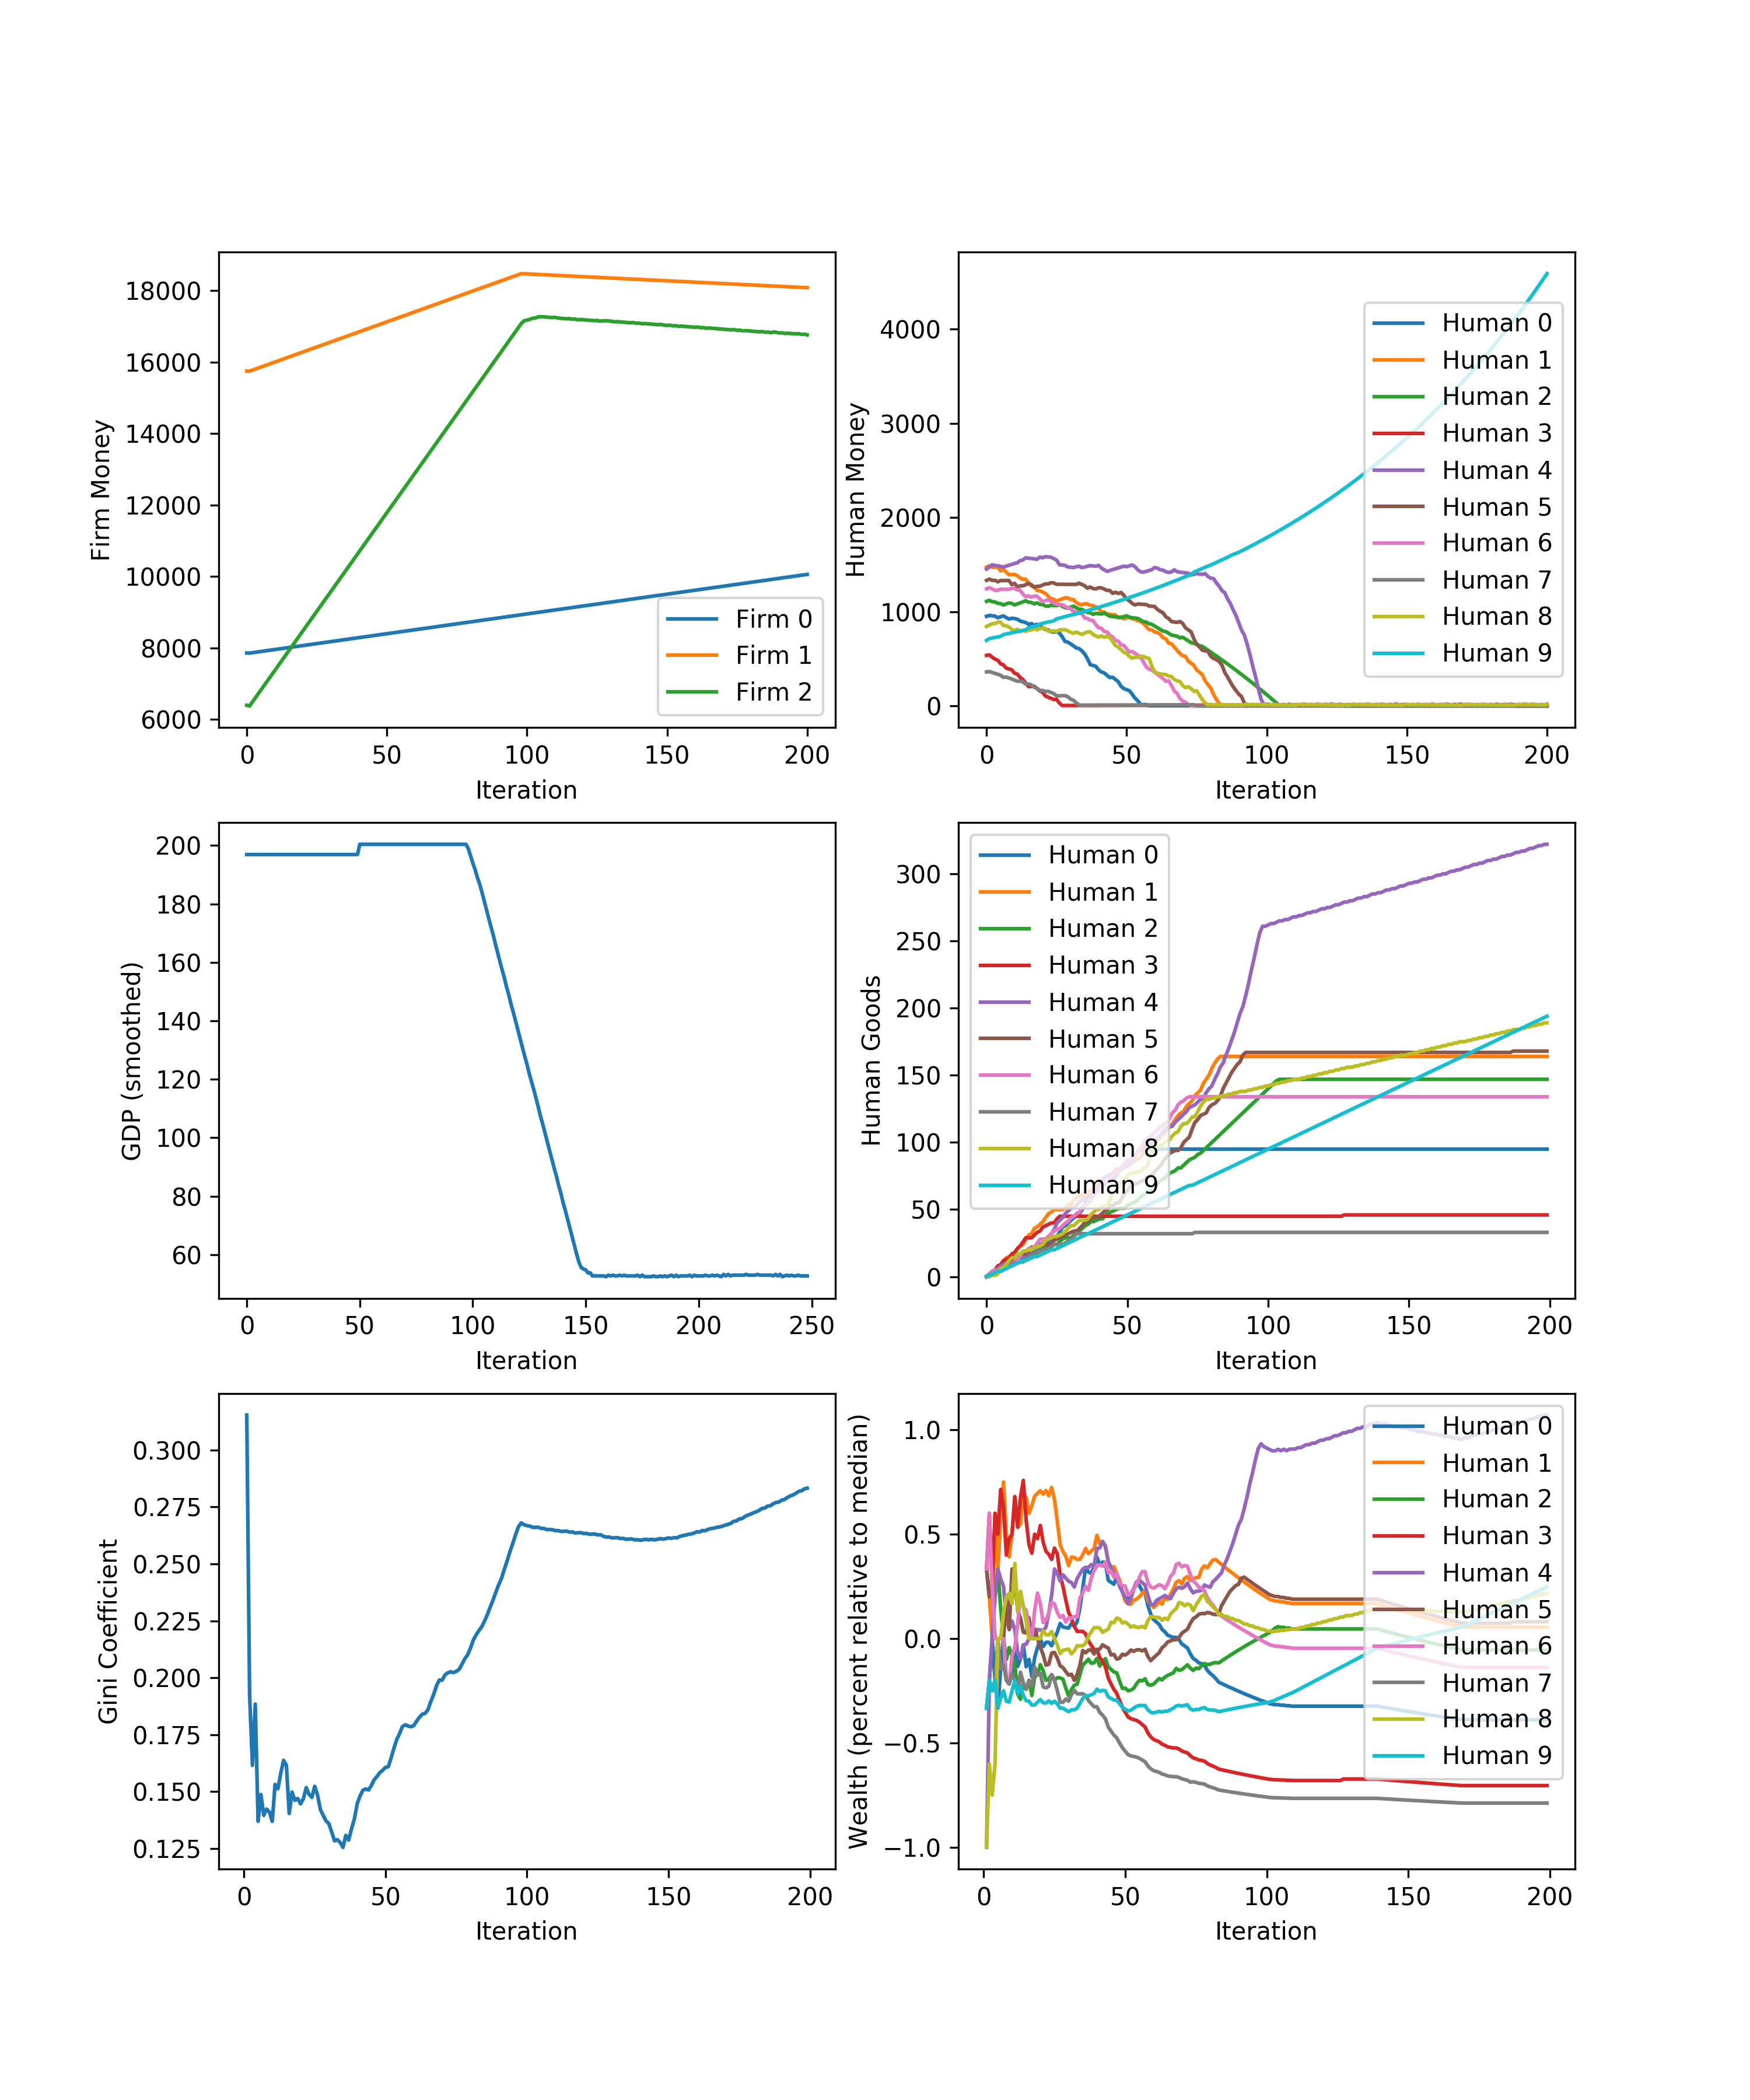 18000
16000
14000
12000
10000
8000
6000
Firm Money
0 50 100 150 200
Iteration
Firm 0
Firm 1
Firm 2
4000
3000
2000
1000
0
Human Money
0 50 100 150 200
Iteration
Human 0
Human 1
Human 2
Human 3
Human 4
Human 5
Human 6
Human 7
Human 8
Human 9
200
180
160
140
120
100
80
60
GDP (smoothed)
0 50 100 150 200 250
Iteration
300
250
200
150
100
50
0
Human Goods
0 50 100 150 200
Iteration
Human 0
Human 1
Human 2
Human 3
Human 4
Human 5
Human 6
Human 7
Human 8
Human 9
0.300
0.275
0.250
0.225
0.200
0.175
0.150
0.125
Gini Coefficient
0 50 100 150 200
Iteration
1.0
0.5
0.0
−0.5
−1.0
Wealth (percent relative to median)
0 50 100 150 200
Iteration
Human 0
Human 1
Human 2
Human 3
Human 4
Human 5
Human 6
Human 7
Human 8
Human 9